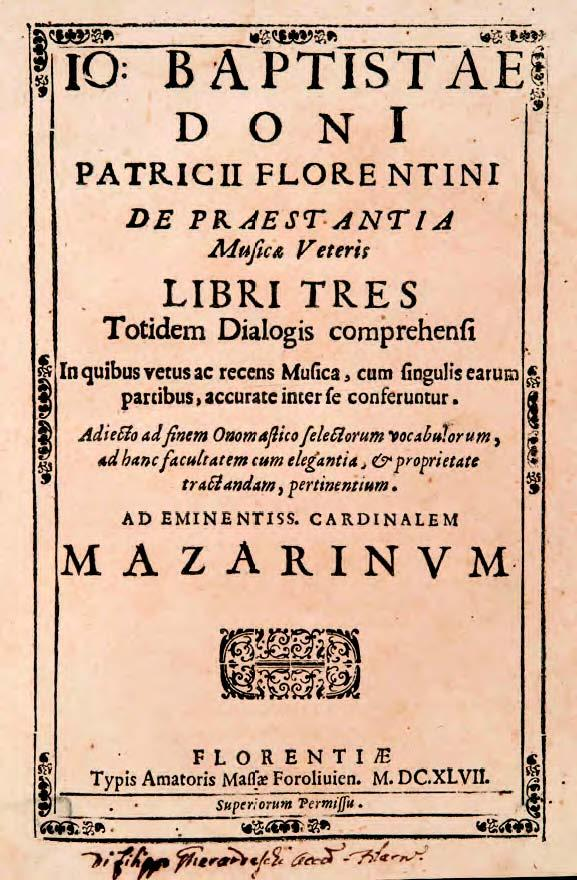 IO: BAPTISTAE
DONI
PATRICII FLORENTINI
DE PRAESTANTIA
Muſicæ Veteris
LIBRI TRES
Totidem Dialogis comprehenſi
In quibus vetus ac recens Muſica, cum ſingulis earum
partibus, accurate inter ſe conferuntur.
Adiecto ad finem Onomaſtico ſelectorum vocabulorum,
ad hanc facultatem cum elegantia, & proprietate
tractandam, pertinentium.
AD EMINENTISS. CARDINALEM
MAZARINVM
FLORENTIÆ
Typis Amatoris Maſſæ Foroliuien. M. DC.XLVII.
Superiorum Permiſſu.
Di Filippo Gherardeschi